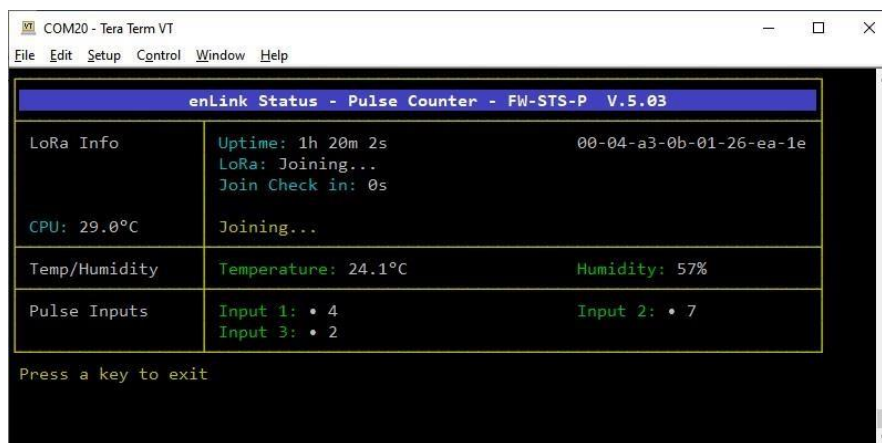 COM20 - Tera Term VT
File Edit Setup Control Window Help
enLink Status - Pulse Counter - FW-STS-P V.5.03
LoRa Info Uptime: 1h 20m 2s 00-04-a3-0b-01-26-ea-1e
LoRa: Joining...
Join Check in: 0s
CPU: 29.0°C Joining...
Temp/Humidity Temperature: 24.1°C Humidity: 57%
Pulse Inputs Input 1: • 4 Input 2: • 7
Input 3: • 2
Press a key to exit